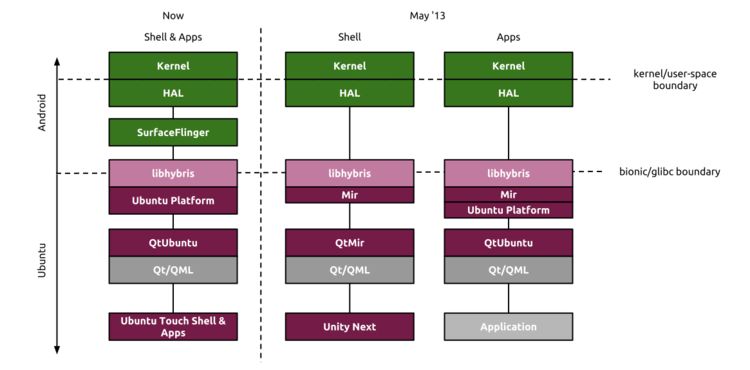 Now
May '13
Shell & Apps
Shell
Apps
Kernel
Kernel
Kernel
kernel/user-space
boundary
HAL
HAL
HAL
Android
SurfaceFlinger
libhybris
libhybris
libhybris
bionic/glibc boundary
Ubuntu Platform
Mir
Mir
Ubuntu Platform
Ubuntu
QtUbuntu
QtMir
QtUbuntu
Qt/QML
Qt/QML
Qt/QML
Ubuntu Touch Shell &
Apps
Unity Next
Application